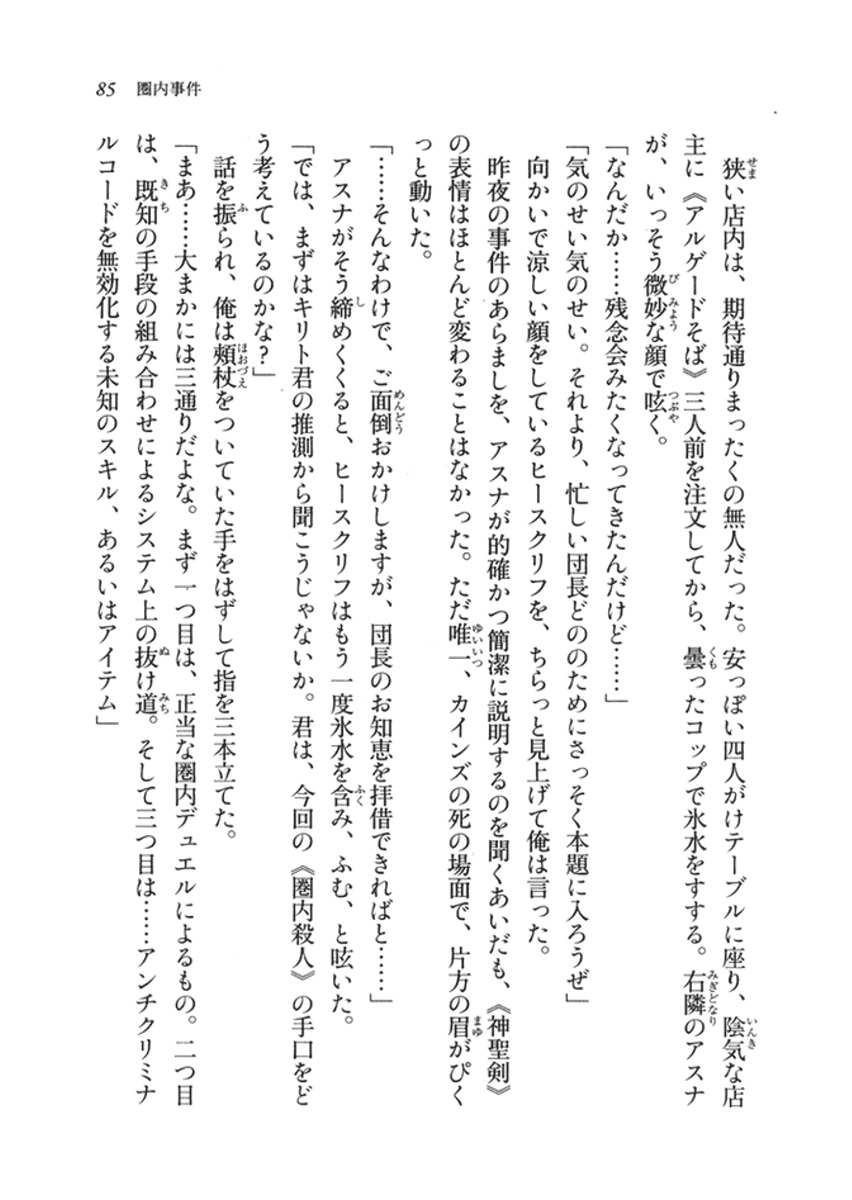 85 圏内事件
狭い店内は、期待通りまったくの無人だった。安っぽい四人がけテーブルに座り、陰気な店
主に《アルゲードそば》三人前を注文してから、曇ったコップで氷水をすする。右隣のアスナ
が、いっそう微妙な顔で呟く。
「なんだか……残念会みたくなってきたんだけど……」
「気のせい気のせい。それより、忙しい団長どののためにさっそく本題に入ろうぜ」
向かいで涼しい顔をしているヒースクリフを、ちらっと見上げて俺は言った。
昨夜の事件のあらましを、アスナが的確かつ簡潔に説明するのを聞くあいだも、《神聖剣》
の表情はほとんど変わることはなかった。ただ唯一、カインズの死の場面で、片方の眉がぴく
っと動いた。
「……そんなわけで、ご面倒おかけしますが、団長のお知恵を拝借できればと……」
アスナがそう締めくくると、ヒースクリフはもう一度氷水を含み、ふむ、と呟いた。
「では、まずはキリト君の推測から聞こうじゃないか。君は、今回の《圏内殺人》の手口をど
う考えているのかな？」
話を振られ、俺は頬杖をついていた手をはずして指を三本立てた。
「まあ……大まかには三通りだよな。まず一つ目は、正当な圏内デュエルによるもの。二つ目
は、既知の手段の組み合わせによるシステム上の抜け道。そして三つ目は……アンチクリミナ
ルコードを無効化する未知のスキル、あるいはアイテム」